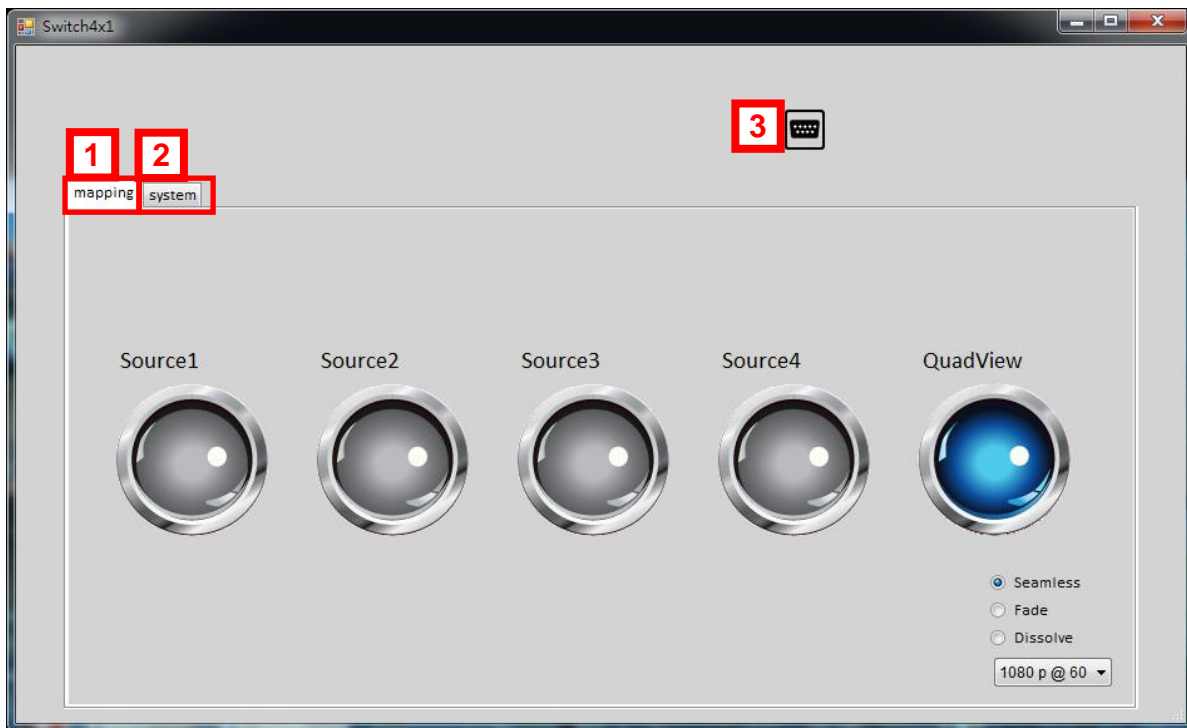 Switch4x1
3
1 2
mapping system
Source1 Source2 Source3 Source4 QuadView
Seamless
Fade
Dissolve
1080 p @ 60